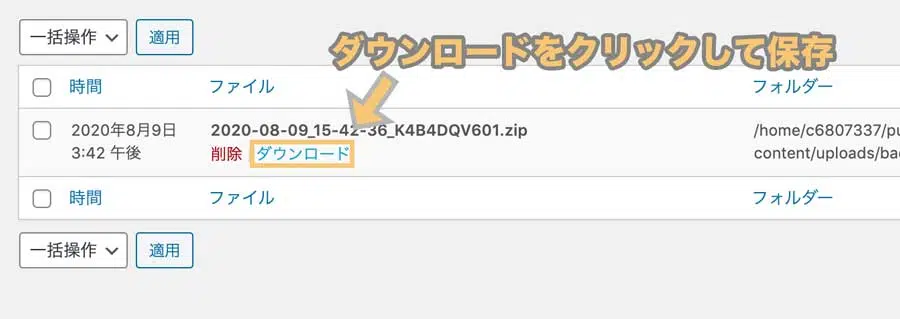 一括操作 適用
ダウンロードをクリックして保存
時間 ファイル フォルダー
2020年8月9日 2020-08-09_15-42-36_K4B4DQV601.zip /home/c6807337/pu
3:42 午後 削除 ダウンロード content/uploads/bac
時間 ファイル フォルダー
一括操作 適用